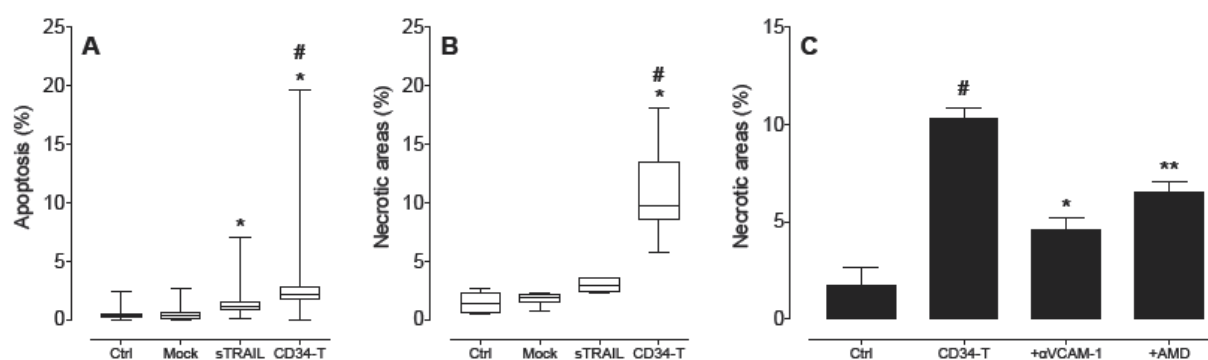 A
Apoptosis (%)
25
20
15
10
5
0
#
*
*
Ctrl Mock sTRAIL CD34-T
B
Necrotic areas (%)
25
20
15
10
5
0
#
*
Ctrl Mock sTRAIL CD34-T
C
Necrotic areas (%)
15
10
5
0
#
*
**
Ctrl CD34-T +αVCAM-1 +AMD